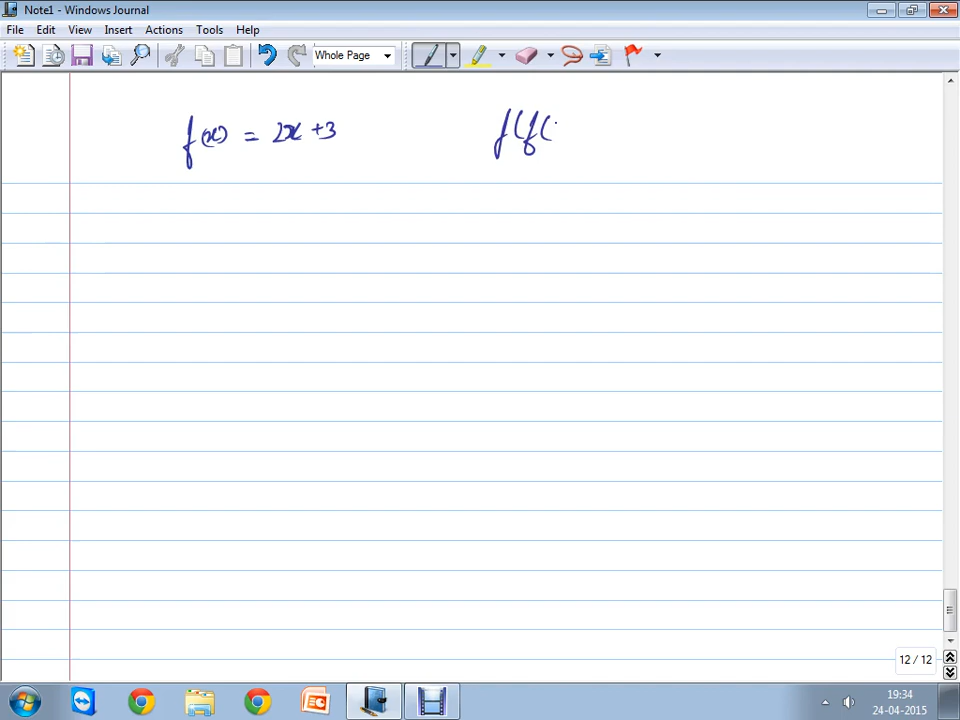 Note1 - Windows Journal
File Edit View Insert Actions Tools Help
Whole Page
f(x) = 2x +3 f(f(
12 / 12
19:34
24-04-2015